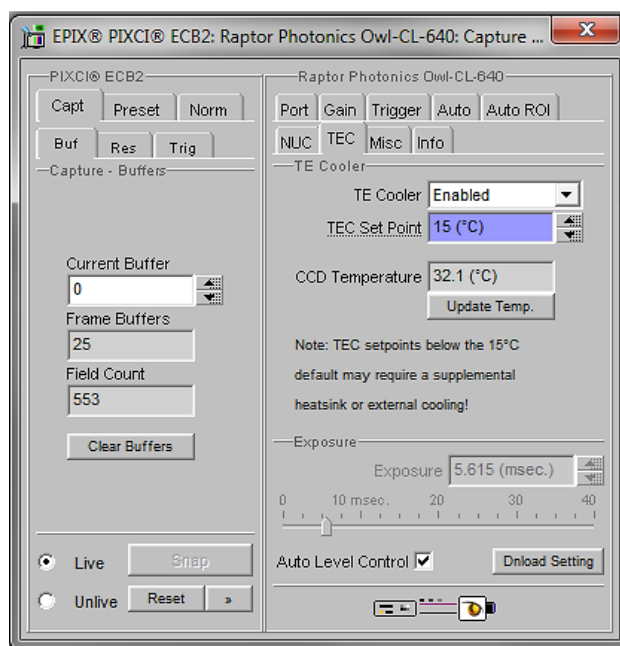 EPIX® PIXCI® ECB2: Raptor Photonics Owl-CL-640: Capture ...
PIXCI® ECB2
Capt Preset Norm
Buf Res Trig
Capture - Buffers
Current Buffer
0
Frame Buffers
25
Field Count
553
Clear Buffers
Live Snap
Unlive Reset »
Raptor Photonics Owl-CL-640
Port Gain Trigger Auto Auto ROI
NUC TEC Misc Info
TE Cooler
TE Cooler Enabled
TEC Set Point 15 (°C)
CCD Temperature 32.1 (°C)
Update Temp.
Note: TEC setpoints below the 15°C
default may require a supplemental
heatsink or external cooling!
Exposure
Exposure 5.615 (msec.)
0 10 msec. 20 30 40
Auto Level Control Dnload Setting